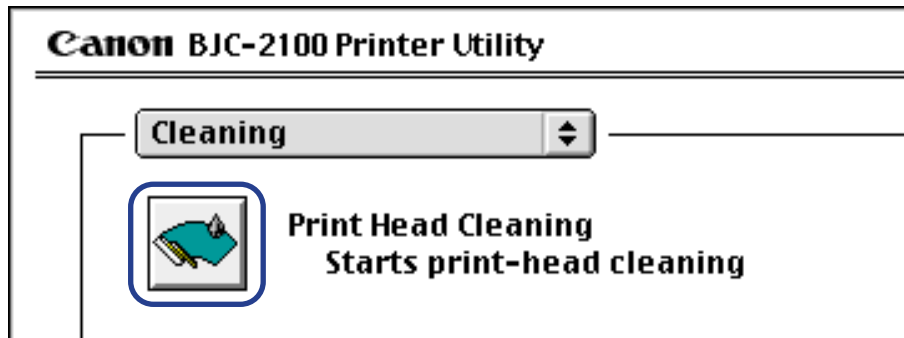 Canon BJC-2100 Printer Utility
Cleaning
Print Head Cleaning
Starts print-head cleaning